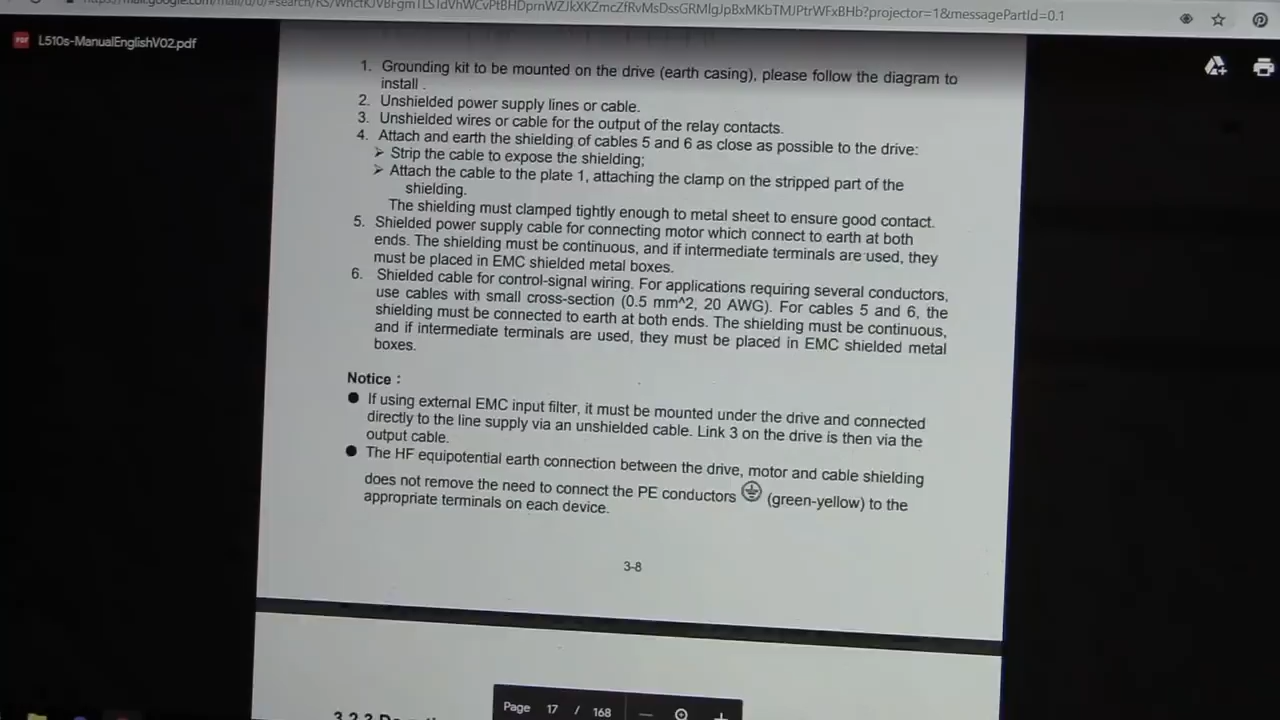 ?projector=1&messagePartId=0.1
L510s-ManualEnglishV02.pdf
1. Grounding kit to be mounted on the drive (earth casing), please follow the diagram to
install .
2. Unshielded power supply lines or cable.
3. Unshielded wires or cable for the output of the relay contacts.
4. Attach and earth the shielding of cables 5 and 6 as close as possible to the drive:
➢ Strip the cable to expose the shielding;
➢ Attach the cable to the plate 1, attaching the clamp on the stripped part of the
shielding.
The shielding must clamped tightly enough to metal sheet to ensure good contact.
5. Shielded power supply cable for connecting motor which connect to earth at both
ends. The shielding must be continuous, and if intermediate terminals are used, they
must be placed in EMC shielded metal boxes.
6. Shielded cable for control-signal wiring. For applications requiring several conductors,
use cables with small cross-section (0.5 mm^2, 20 AWG). For cables 5 and 6, the
shielding must be connected to earth at both ends. The shielding must be continuous,
and if intermediate terminals are used, they must be placed in EMC shielded metal
boxes.
Notice :
● If using external EMC input filter, it must be mounted under the drive and connected
directly to the line supply via an unshielded cable. Link 3 on the drive is then via the
output cable.
● The HF equipotential earth connection between the drive, motor and cable shielding
does not remove the need to connect the PE conductors (green-yellow) to the
appropriate terminals on each device.
3-8
Page 17 / 168